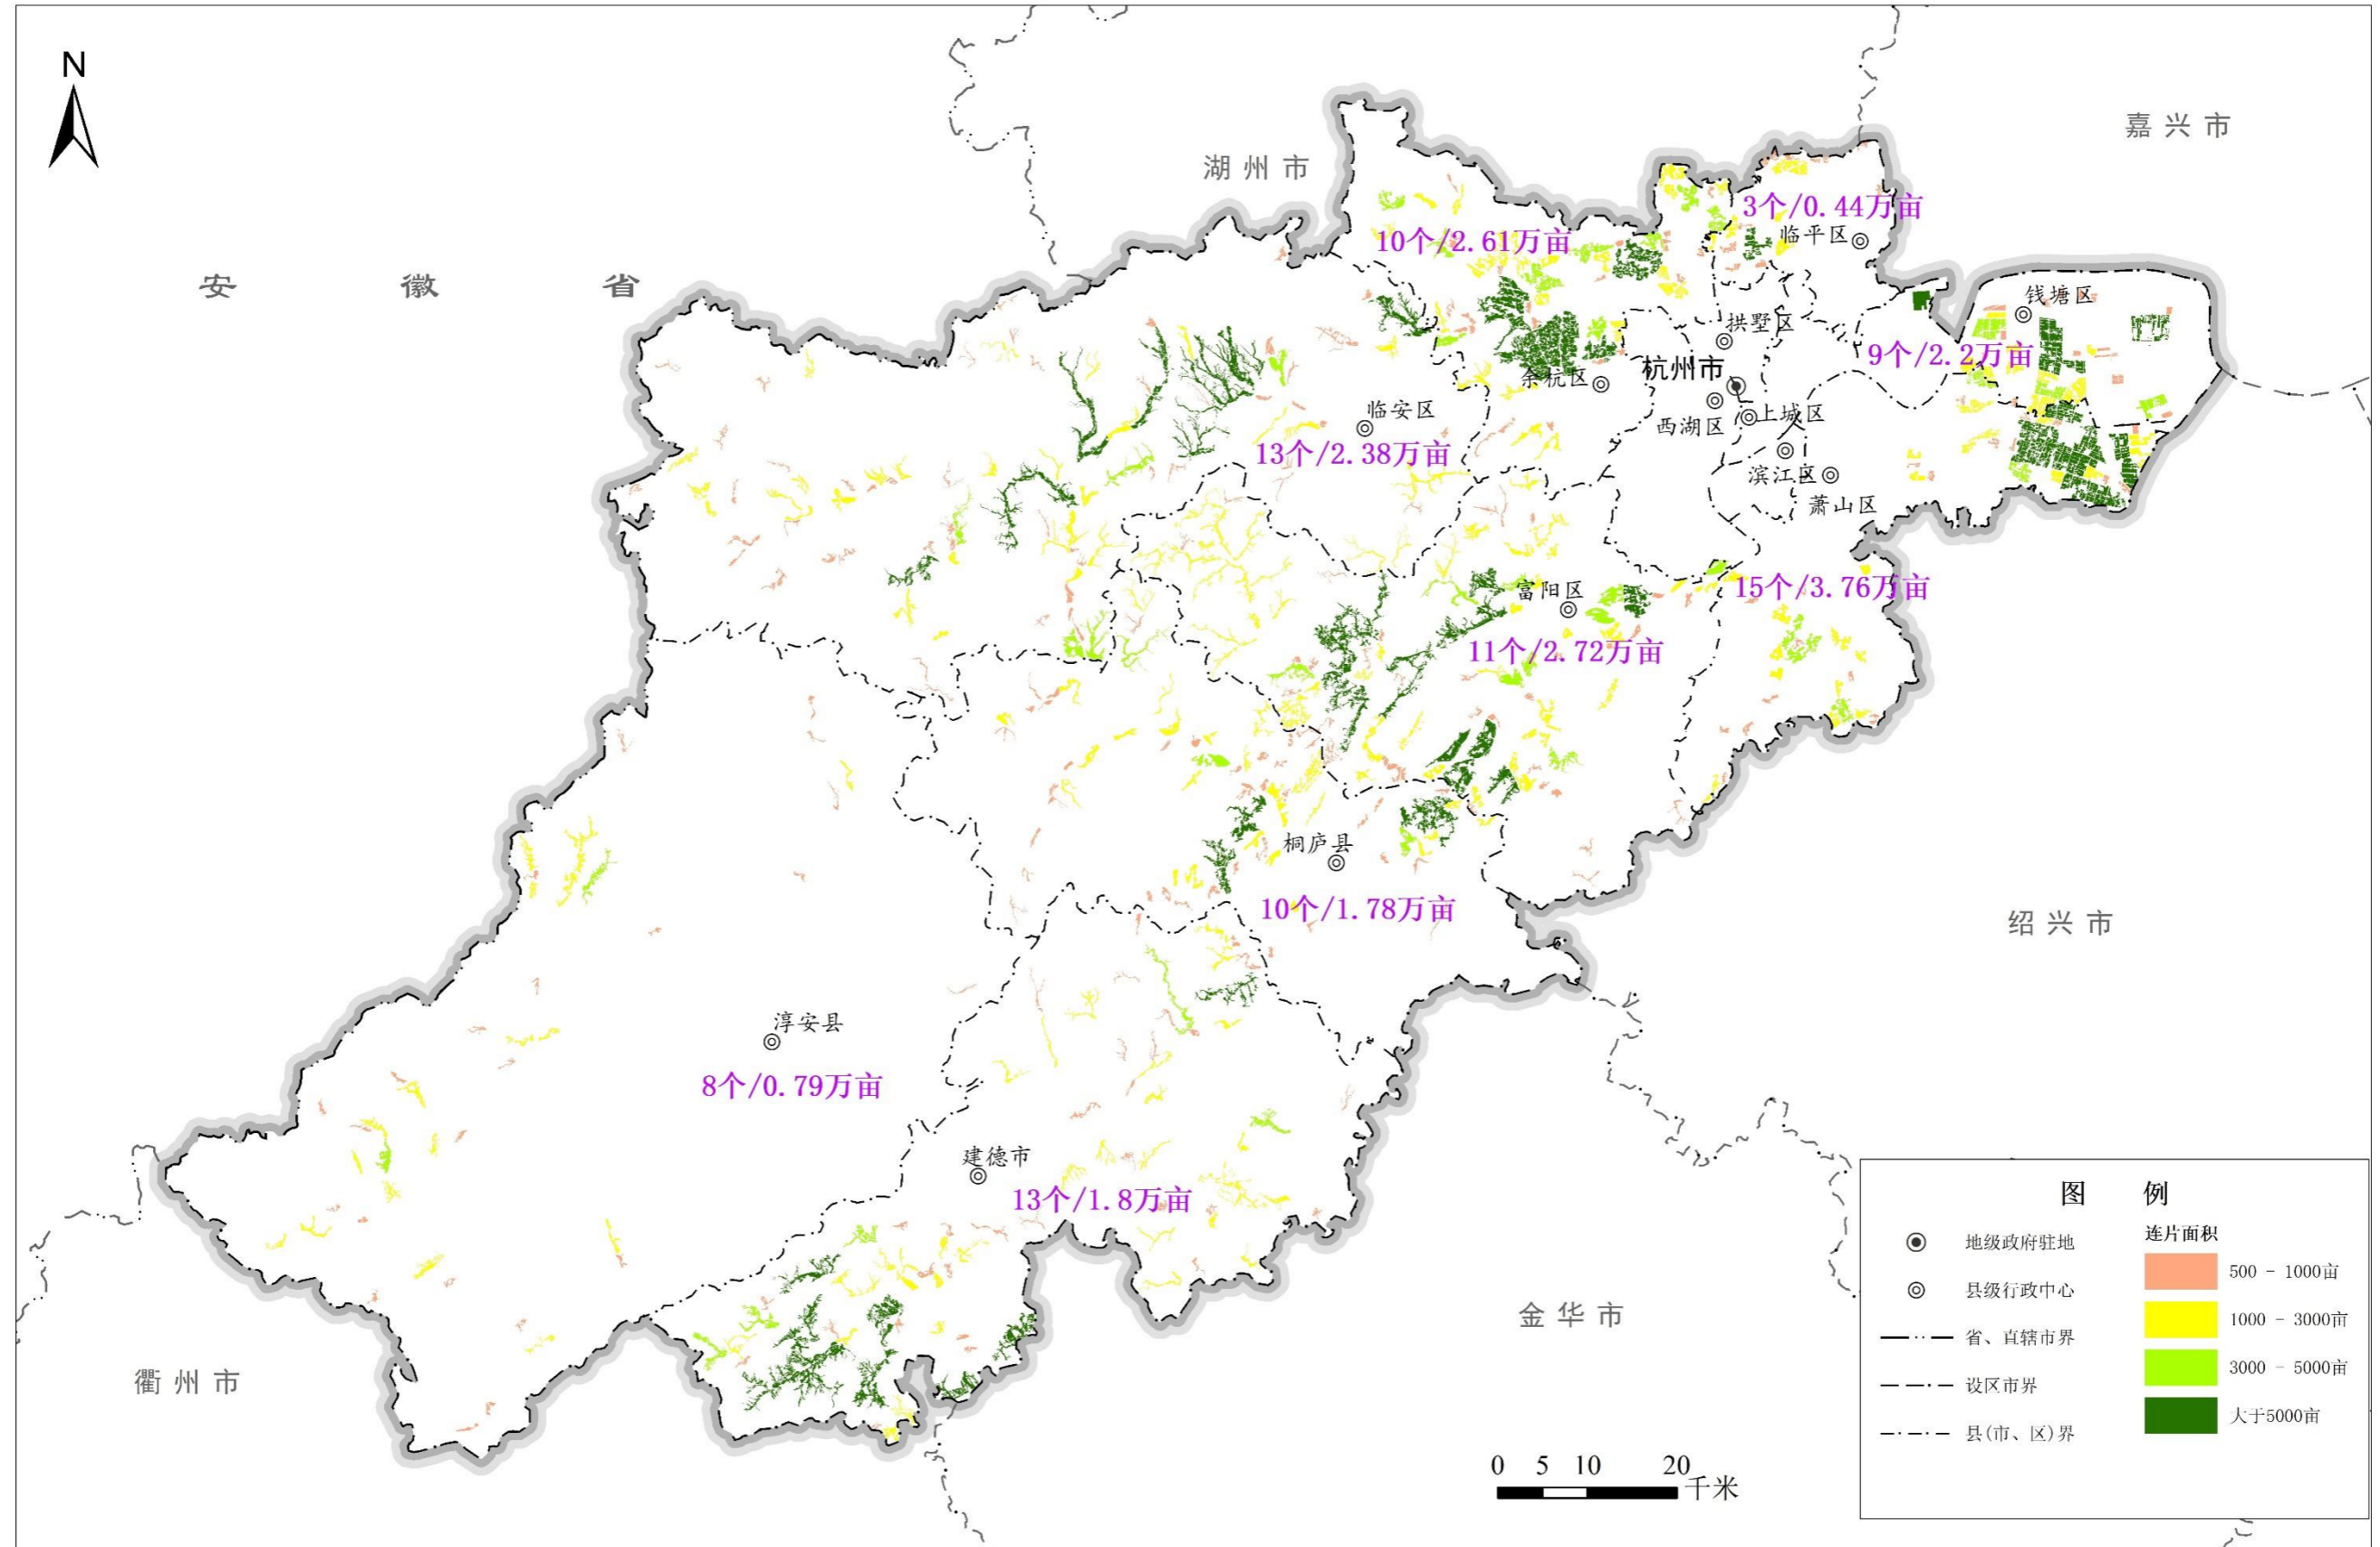 N
嘉兴市
湖州市
3个/0.44万亩
临平区
10个/2.61万亩
安徽省
钱塘区
拱墅区
9个/2.2万亩
杭州市
余杭区
临安区
西湖区
上城区
13个/2.38万亩
滨江区
萧山区
富阳区
15个/3.76万亩
11个/2.72万亩
桐庐县
10个/1.78万亩
绍兴市
淳安县
8个/0.79万亩
建德市
13个/1.8万亩
金华市
衢州市
0 5 10 20
千米
图例
地级政府驻地
县级行政中心
省、直辖市界
设区市界
县(市、区)界
连片面积
500 - 1000亩
1000 - 3000亩
3000 - 5000亩
大于5000亩